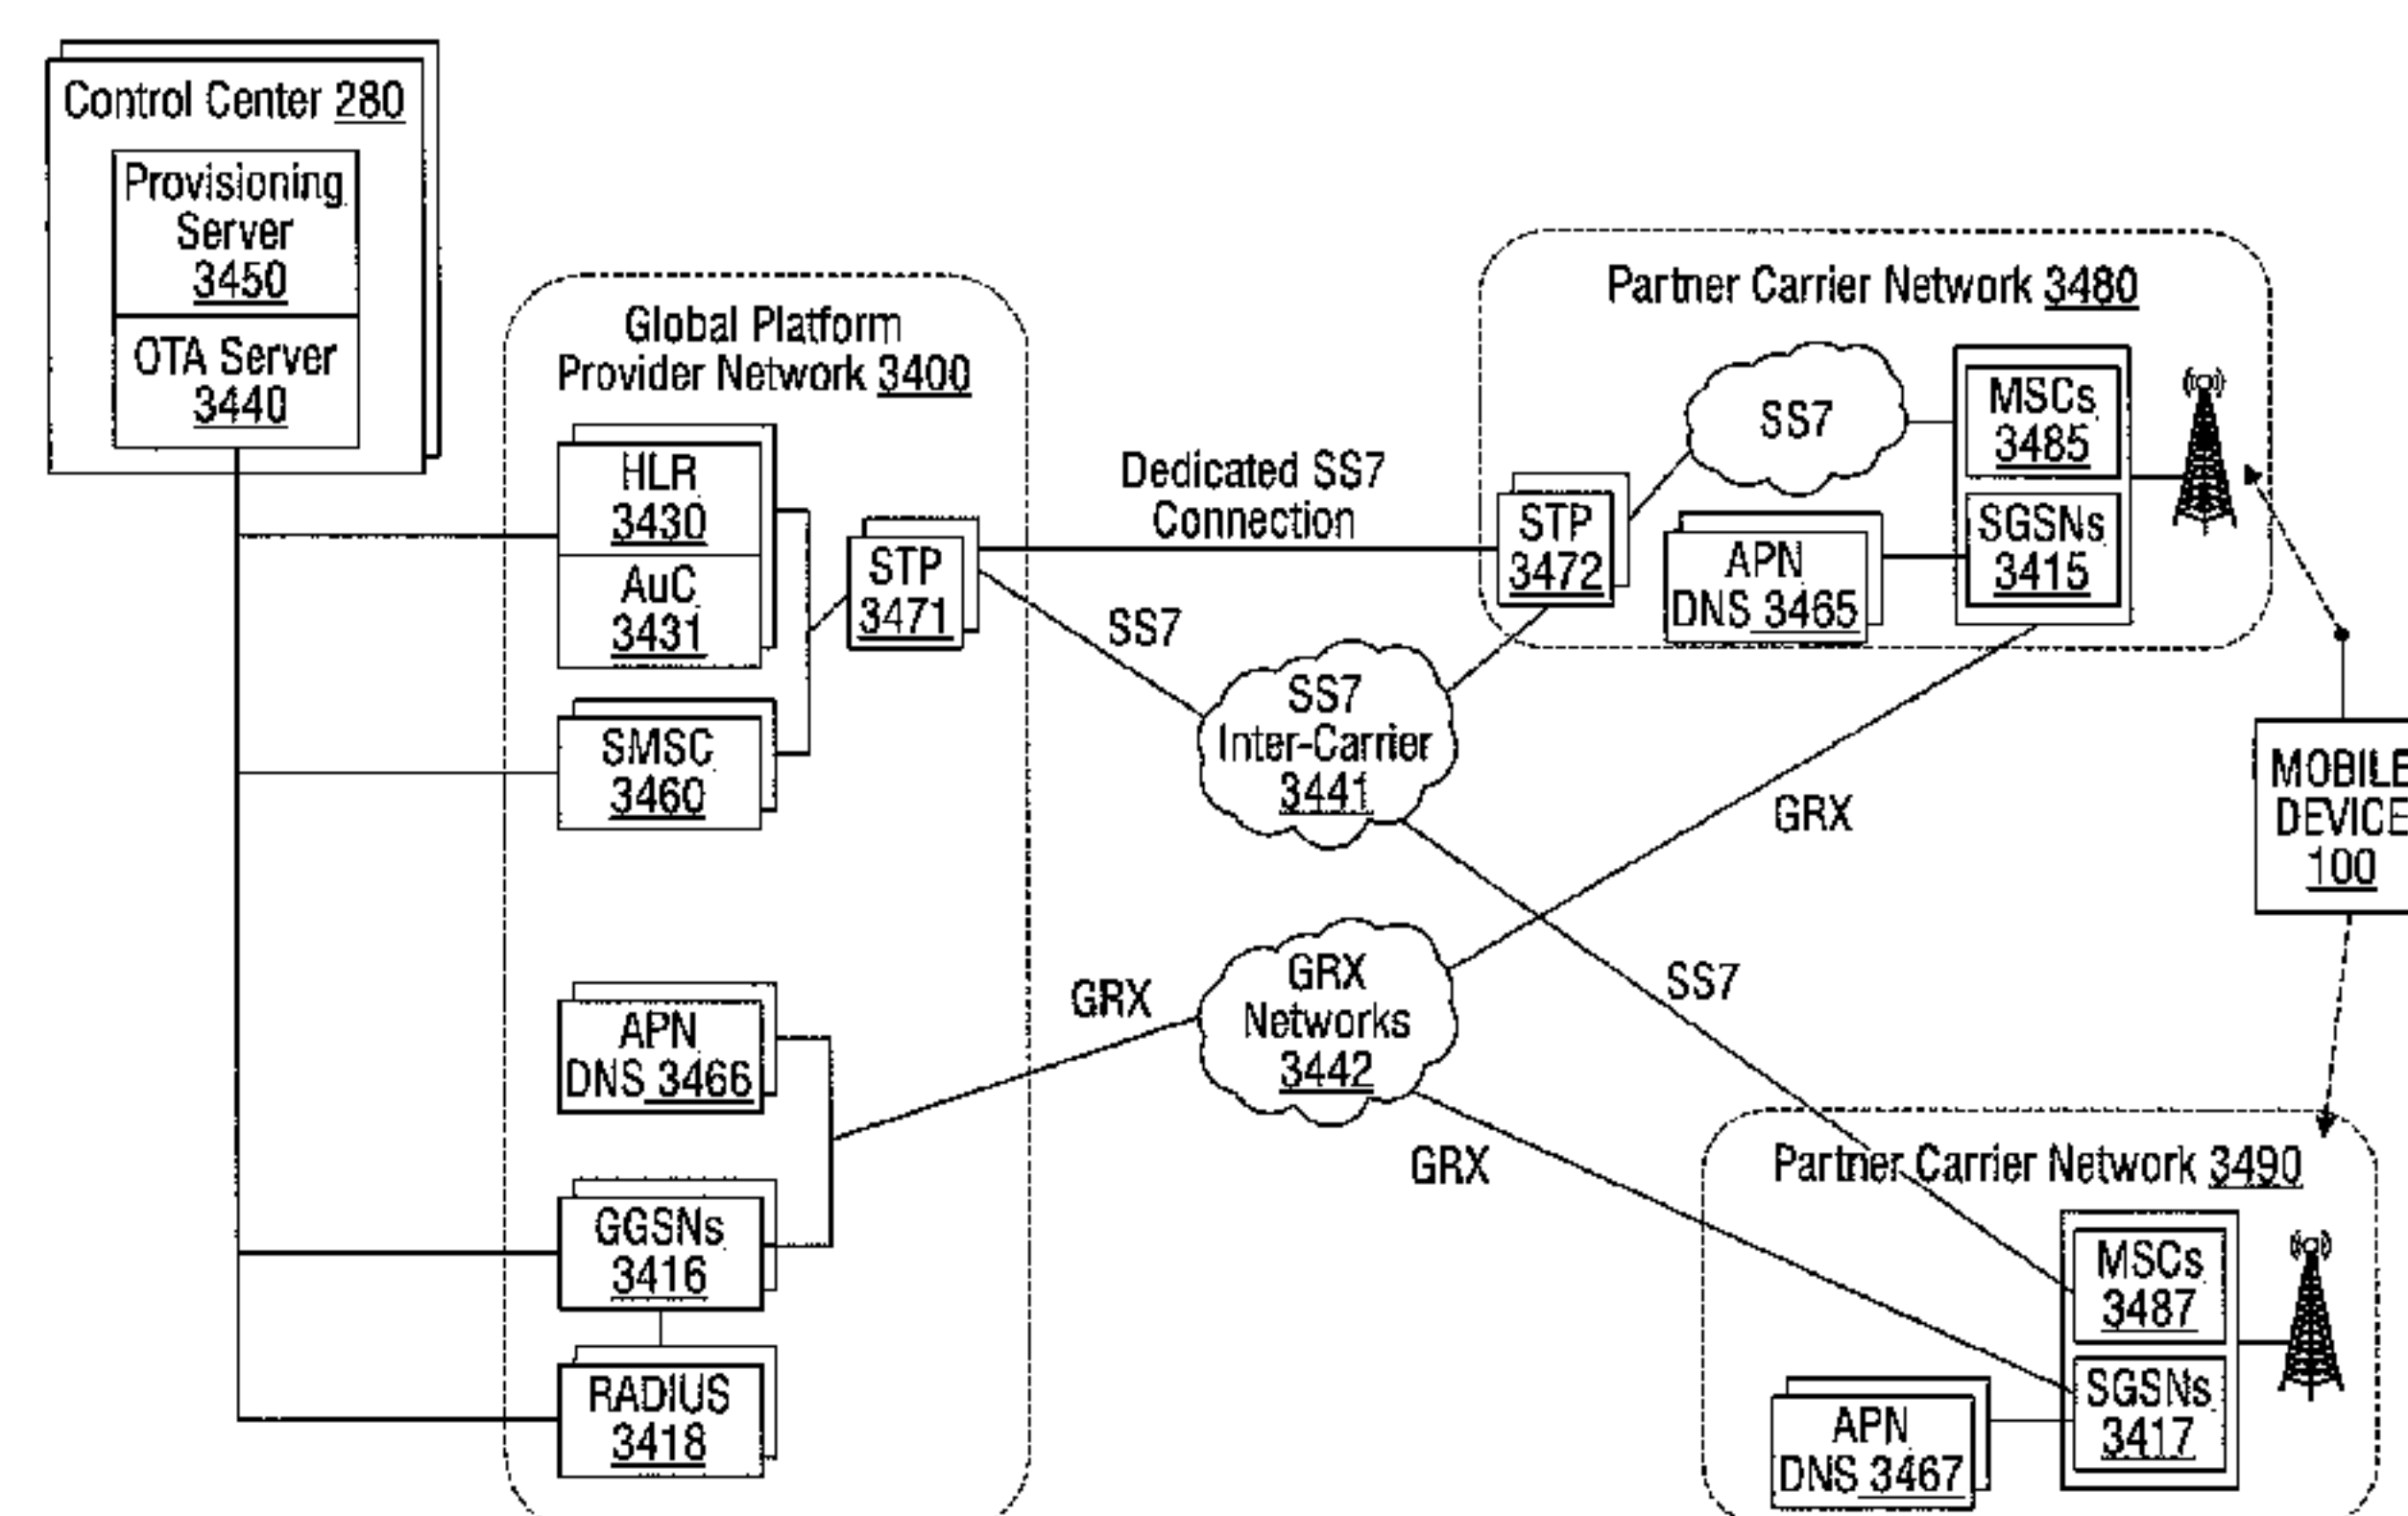 Control Center 280
Provisioning
Server
3450
OTA Server
3440
Global Platform
Provider Network 3400
HLR
3430
AuC
3431
STP
3471
SMSC
3460
APN
DNS 3466
GGSNs
3416
RADIUS
3418
Dedicated SS7
Connection
SS7
SS7
Inter-Carrier
3441
GRX
GRX
Networks
3442
GRX
SS7
GRX
Partner Carrier Network 3480
SS7
MSCs
3485
SGSNs
3415
STP
3472
APN
DNS 3465
MOBILE
DEVICE
100
Partner Carrier Network 3490
MSCs
3487
SGSNs
3417
APN
DNS 3467